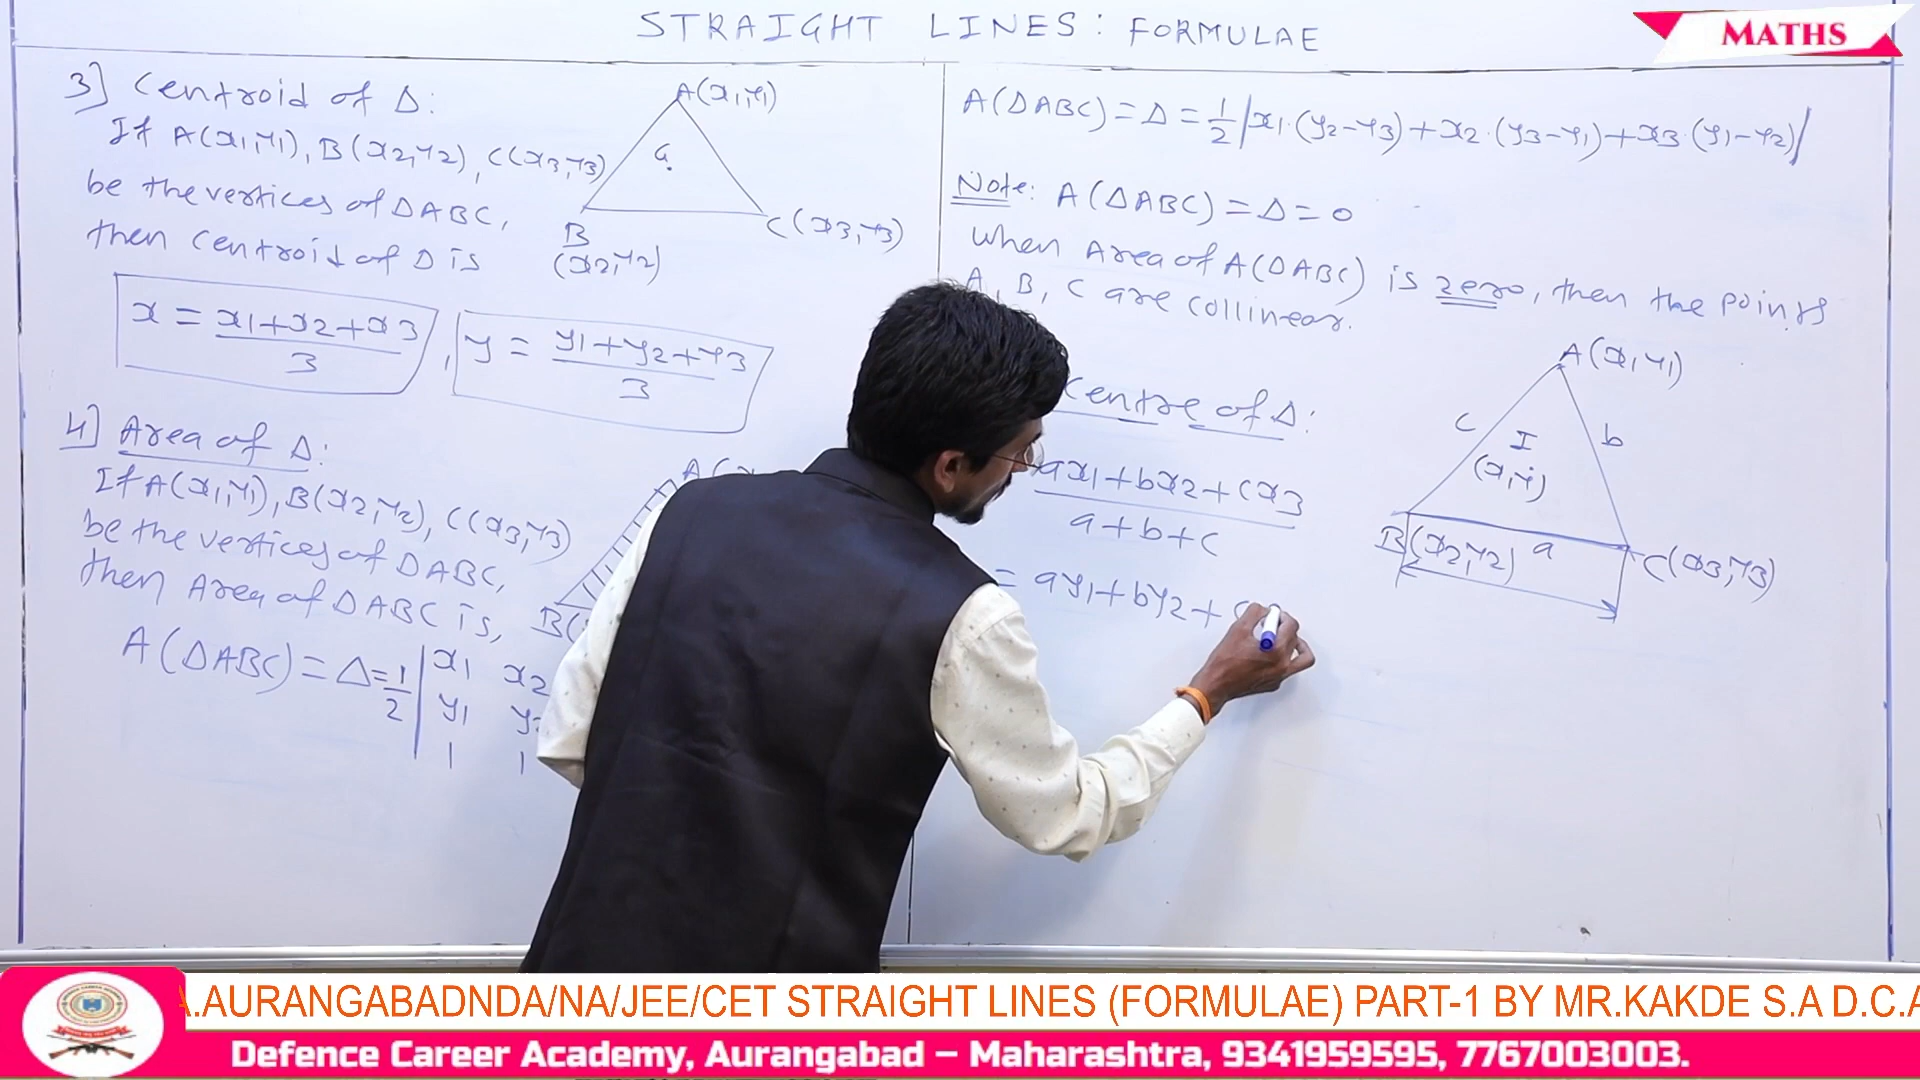 STRAIGHT LINES: FORMULAE
MATHS
3] Centroid of Δ:
If A(x1,y1), B(x2,y2), C(x3,y3)
be the vertices of ΔABC,
then centroid of Δ is
x = x1+x2+x3 / 3 , y = y1+y2+y3 / 3
A(x1,y1)
G
B
(x2,y2)
C(x3,y3)
4] Area of Δ:
If A(x1,y1), B(x2,y2), C(x3,y3)
be the vertices of ΔABC,
then Area of ΔABC is,
A(ΔABC) = Δ = 1/2 | x1 x2
y1
1 1
A(
B(
A(ΔABC) = Δ = 1/2 |x1·(y2-y3)+x2·(y3-y1)+x3·(y1-y2)|
Note: A(ΔABC) = Δ = 0
when Area of A(ΔABC) is zero, then the points
A, B, C are collinear.
centre of Δ:
ax1+bx2+cx3
a+b+c
= ay1+by2+
A(x1,y1)
c
b
I
(x,y)
B(x2,y2)
a
C(x3,y3)
.AURANGABADNDA/NA/JEE/CET STRAIGHT LINES (FORMULAE) PART-1 BY MR.KAKDE S.A D.C.A
Defence Career Academy, Aurangabad – Maharashtra, 9341959595, 7767003003.